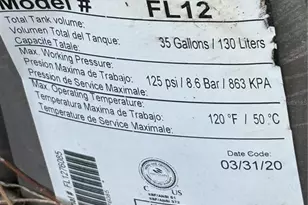 Model # FL12
Total Tank volume:
Volumen Total del Tanque: 35 Gallons / 130 Liters
Capacite Totale:
Max. Working Pressure:
Presion Maxima de Trabajo: 125 psi / 8.6 Bar / 863 KPA
Pression de Service Maximale:
Max. Operating Temperature:
Temperatura Maxima de Trabajo: 120°F / 50°C
Temperature de Service Maximale:
C US
03/31/20